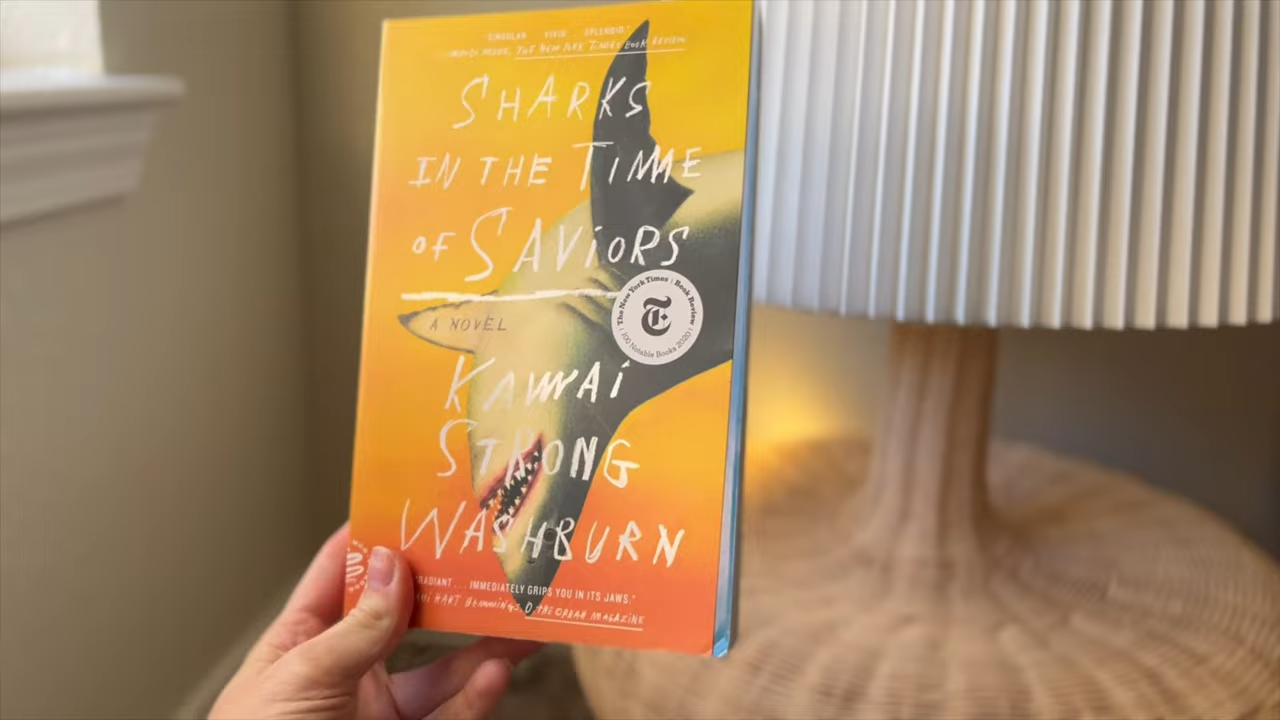 "SINGULAR VIVID SPLENDID."
THE NEW YORK TIMES BOOK REVIEW
SHARKS
IN THE TIME
OF SAVIORS
A NOVEL
The New York Times | Book Review
100 Notable Books 2020
KAWAI
STRONG
WASHBURN
"RADIANT . . . IMMEDIATELY GRIPS YOU IN ITS JAWS."
HART HEMMINGS, O, THE OPRAH MAGAZINE